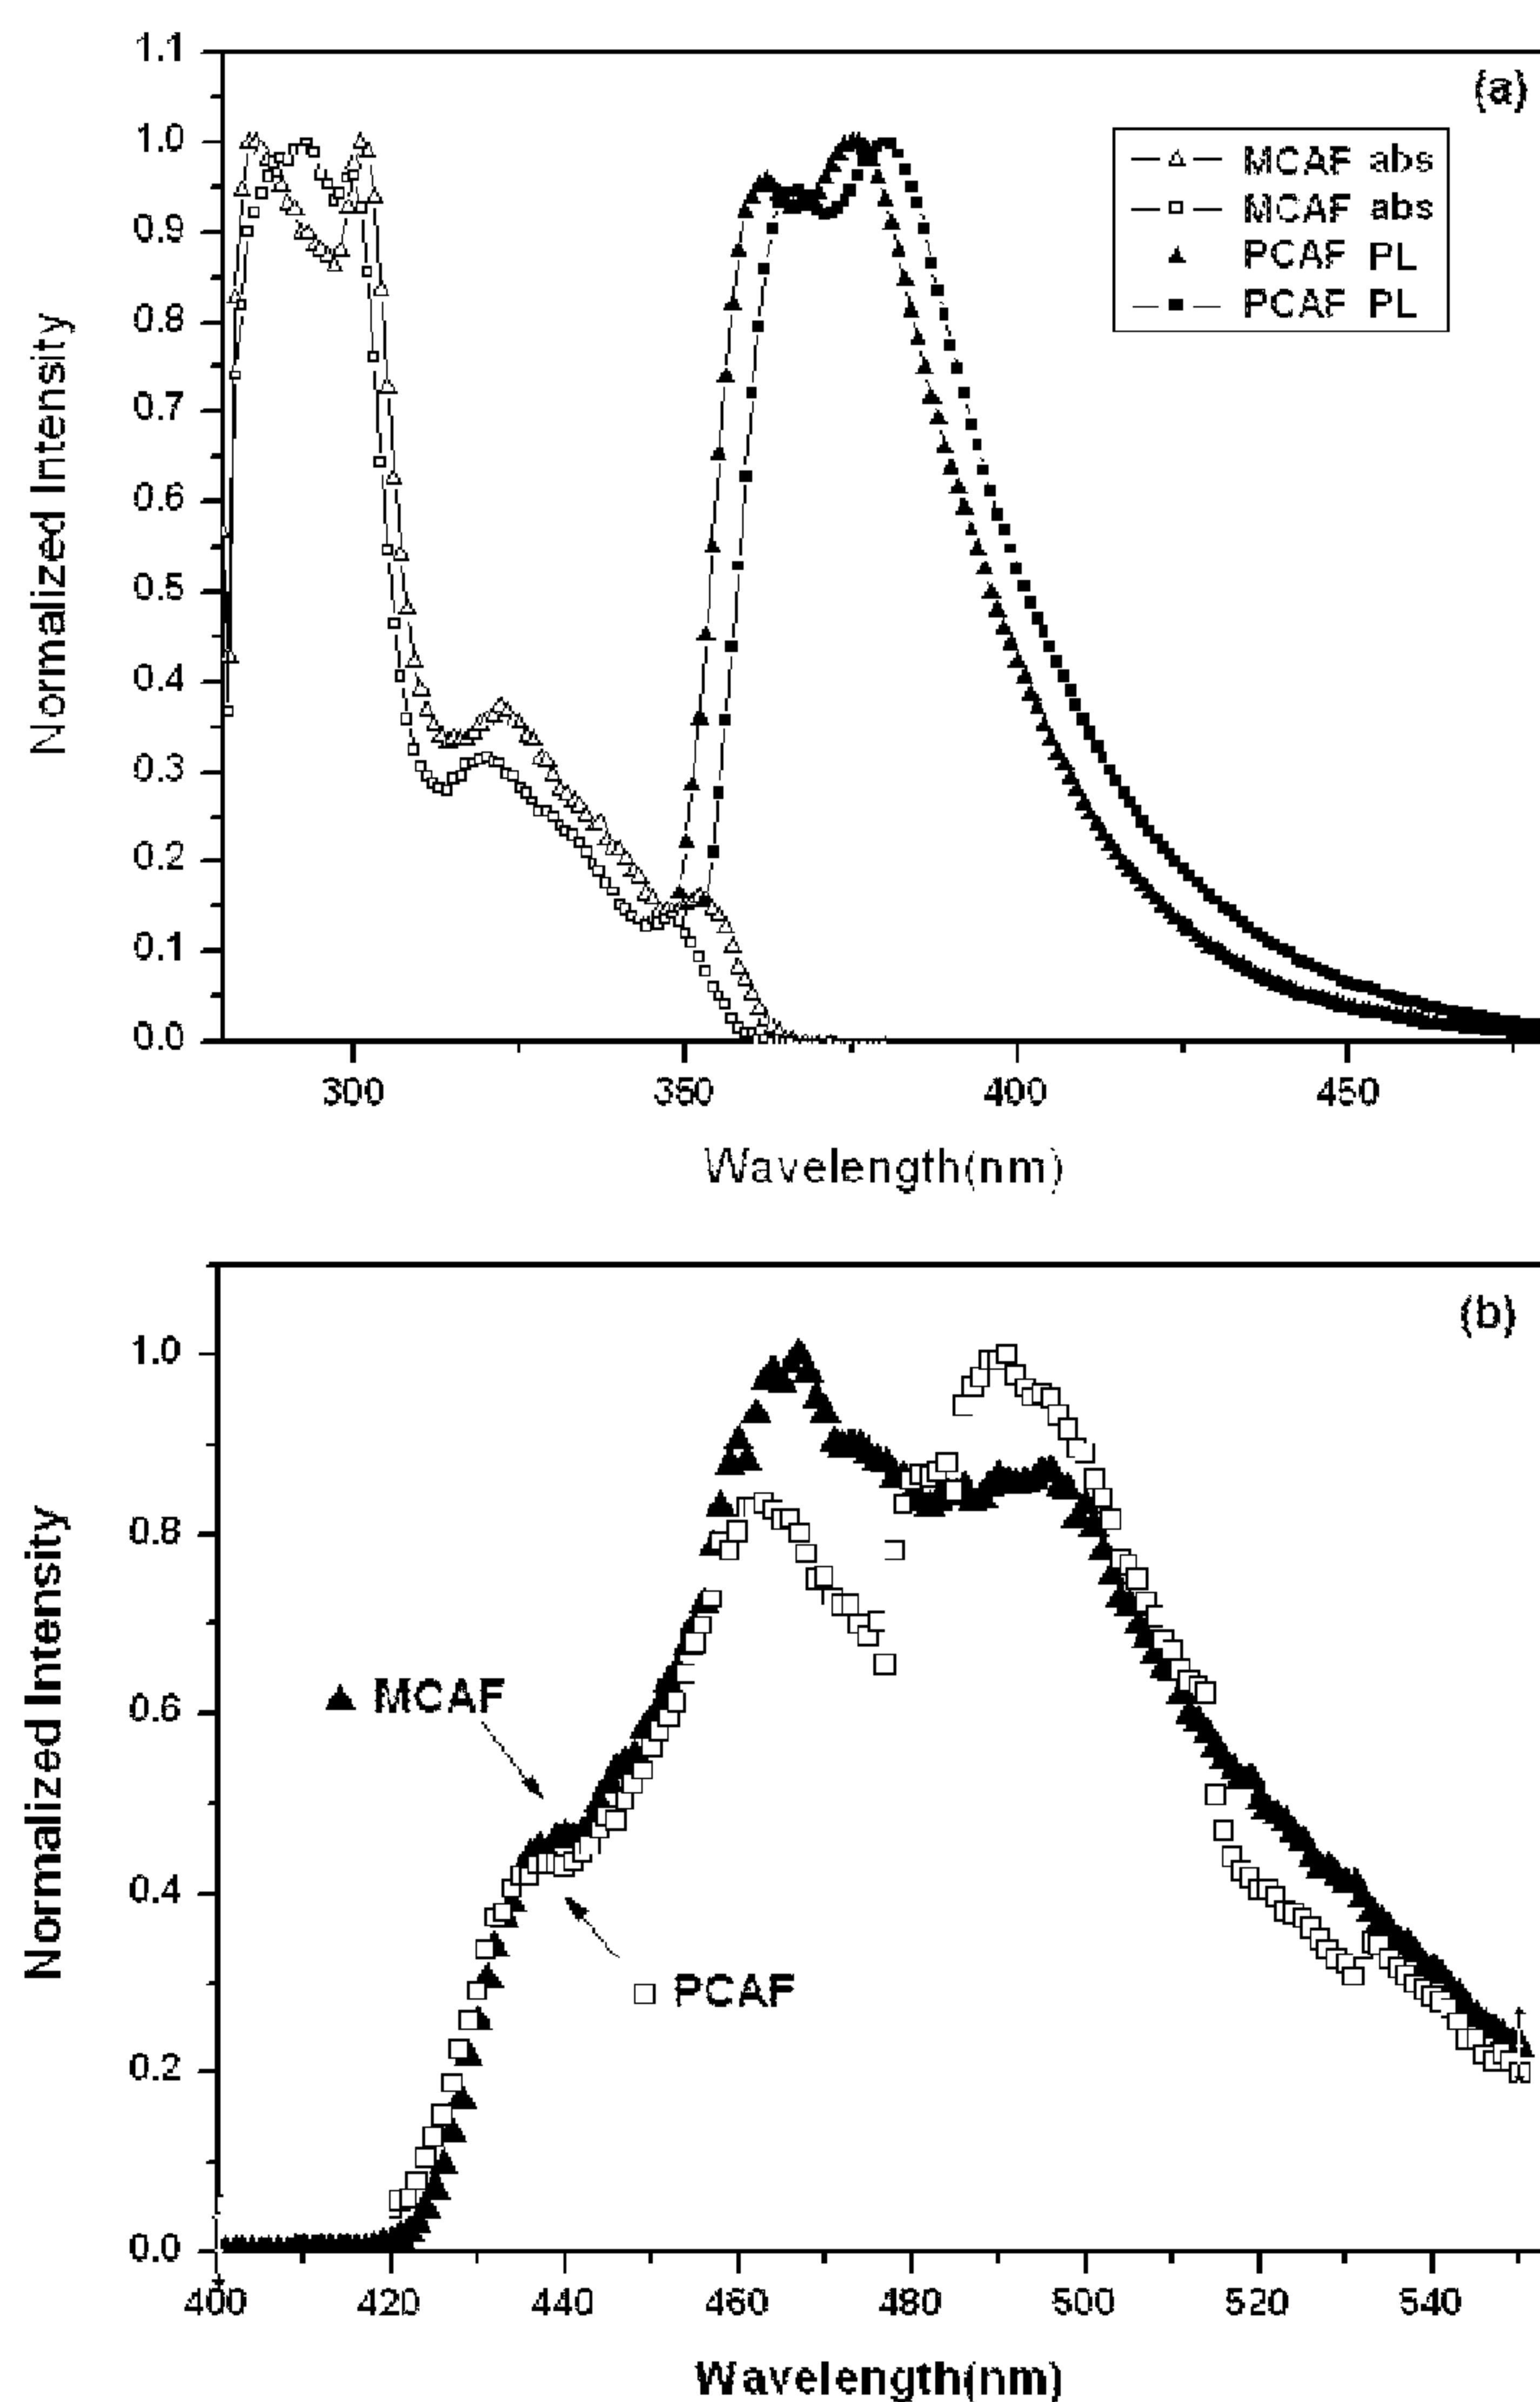 (a)
1.1
1.0
0.9
0.8
0.7
0.6
0.5
0.4
0.3
0.2
0.1
0.0
Normalized Intensity
MCAF abs
MCAF abs
PCAF PL
PCAF PL
300 350 400 450
Wavelength(nm)
(b)
1.0
0.8
0.6
0.4
0.2
0.0
Normalized Intensity
MCAF
PCAF
400 420 440 460 480 500 520 540
Wavelength(nm)